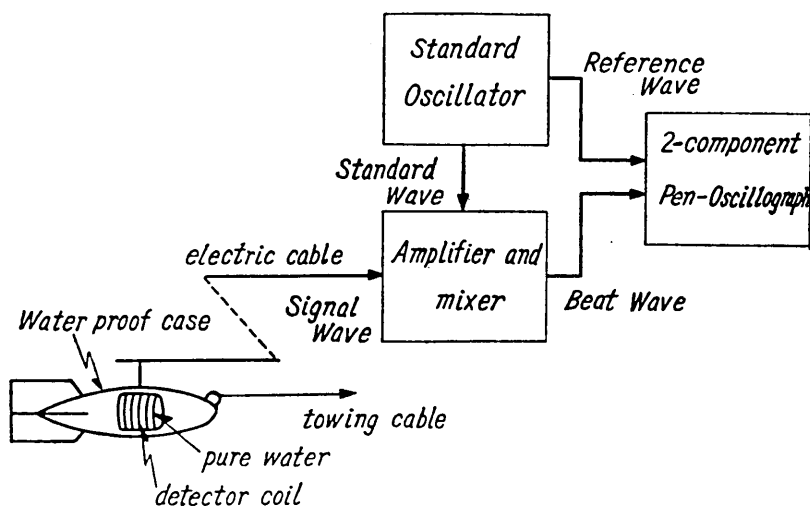 Standard
Oscillator
Reference
Wave
2-component
Pen-Oscillograph
Standard
Wave
electric cable
Amplifier and
mixer
Signal
Wave
Beat Wave
Water proof case
towing cable
pure water
detector coil